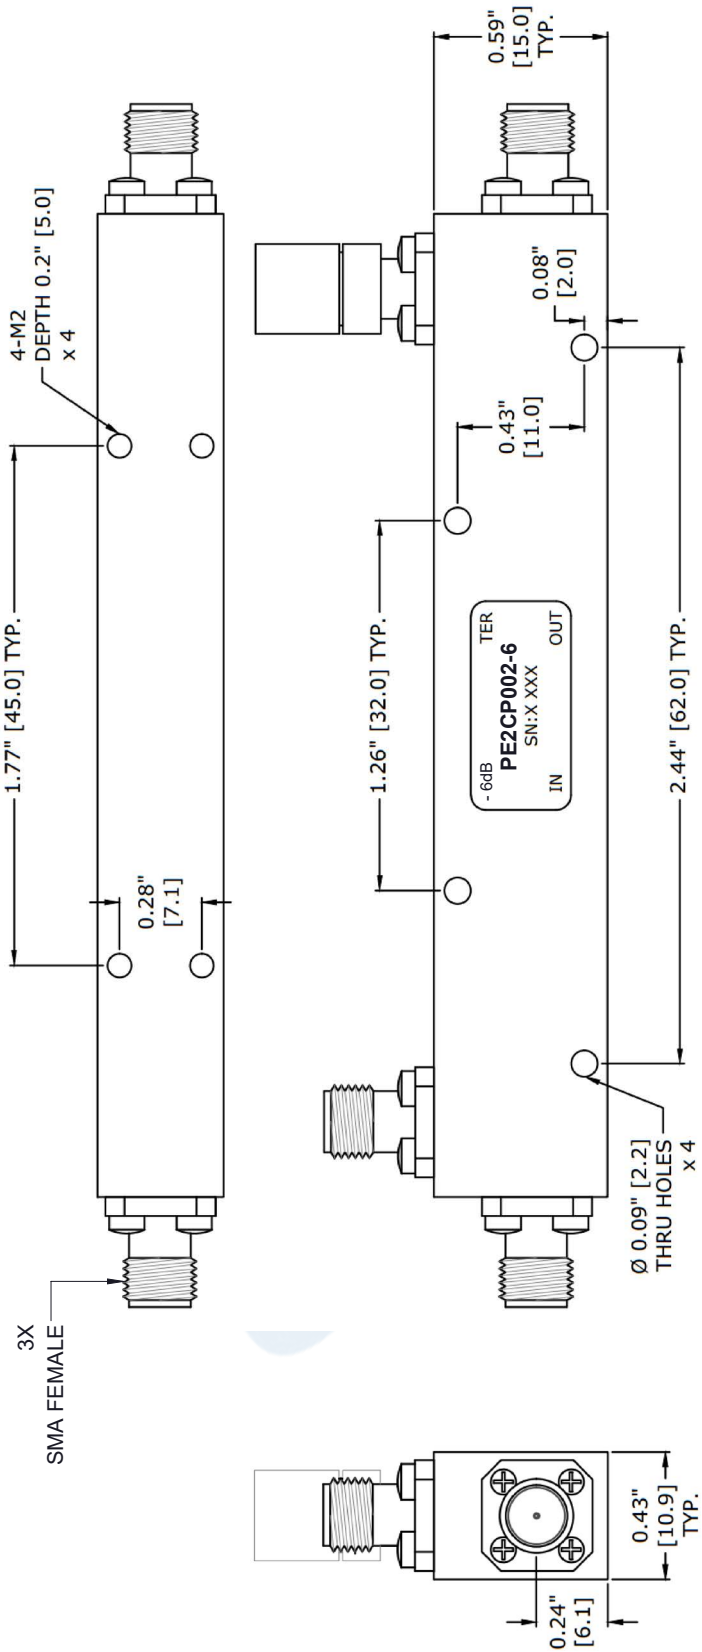 3X
SMA FEMALE
1.77" [45.0] TYP.
4-M2
DEPTH 0.2" [5.0]
x 4
0.28"
[7.1]
0.59"
[15.0]
TYP.
0.08"
[2.0]
0.43"
[11.0]
1.26" [32.0] TYP.
- 6dB TER
PE2CP002-6
SN:X XXX
IN OUT
2.44" [62.0] TYP.
Ø 0.09" [2.2]
THRU HOLES
x 4
0.43"
[10.9]
TYP.
0.24"
[6.1]